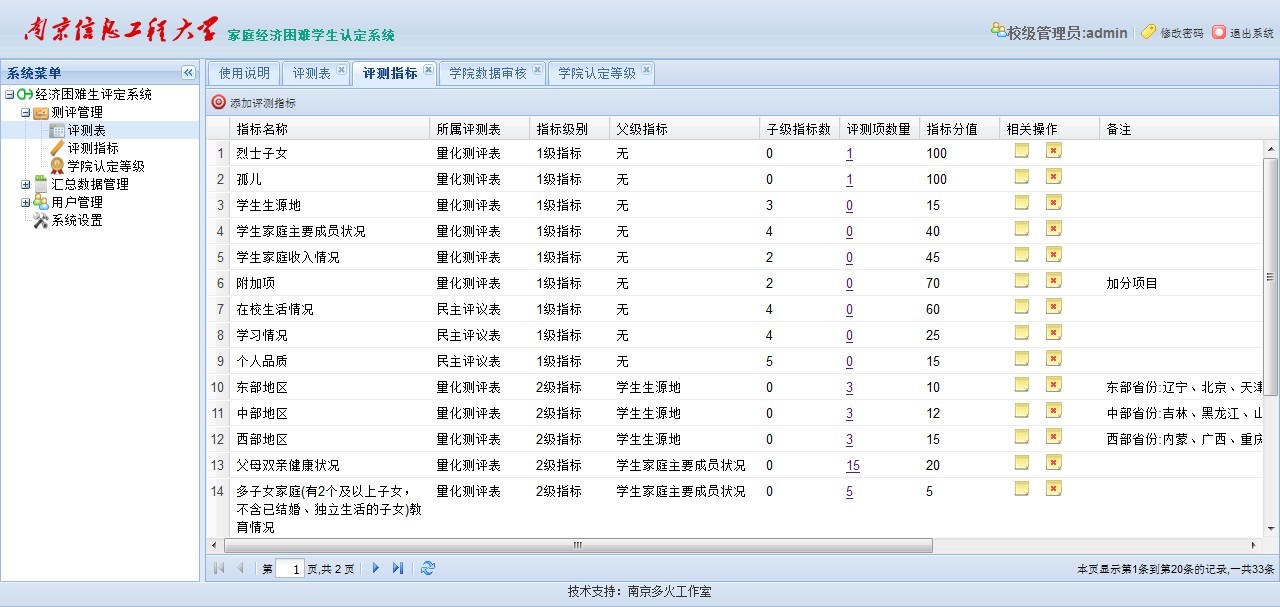 南京信息工程大学 家庭经济困难学生认定系统
校级管理员:admin 修改密码 退出系统
系统菜单
经济困难生评定系统
测评管理
评测表
评测指标
学院认定等级
汇总数据管理
用户管理
系统设置
使用说明 评测表 评测指标 学院数据审核 学院认定等级
添加评测指标
指标名称 所属评测表 指标级别 父级指标 子级指标数 评测项数量 指标分值 相关操作 备注
1 烈士子女 量化测评表 1级指标 无 0 1 100
2 孤儿 量化测评表 1级指标 无 0 1 100
3 学生生源地 量化测评表 1级指标 无 3 0 15
4 学生家庭主要成员状况 量化测评表 1级指标 无 4 0 40
5 学生家庭收入情况 量化测评表 1级指标 无 2 0 45
6 附加项 量化测评表 1级指标 无 2 0 70 加分项目
7 在校生活情况 民主评议表 1级指标 无 4 0 60
8 学习情况 民主评议表 1级指标 无 4 0 25
9 个人品质 民主评议表 1级指标 无 5 0 15
10 东部地区 量化测评表 2级指标 学生生源地 0 3 10 东部省份:辽宁、北京、天津
11 中部地区 量化测评表 2级指标 学生生源地 0 3 12 中部省份:吉林、黑龙江、山
12 西部地区 量化测评表 2级指标 学生生源地 0 3 15 西部省份:内蒙、广西、重庆
13 父母双亲健康状况 量化测评表 2级指标 学生家庭主要成员状况 0 15 20
14 多子女家庭(有2个及以上子女, 量化测评表 2级指标 学生家庭主要成员状况 0 5 5
不含已结婚、独立生活的子女)教
育情况
第 1 页,共 2 页 本页显示第1条到第20条的记录,一共33条
技术支持：南京多火工作室